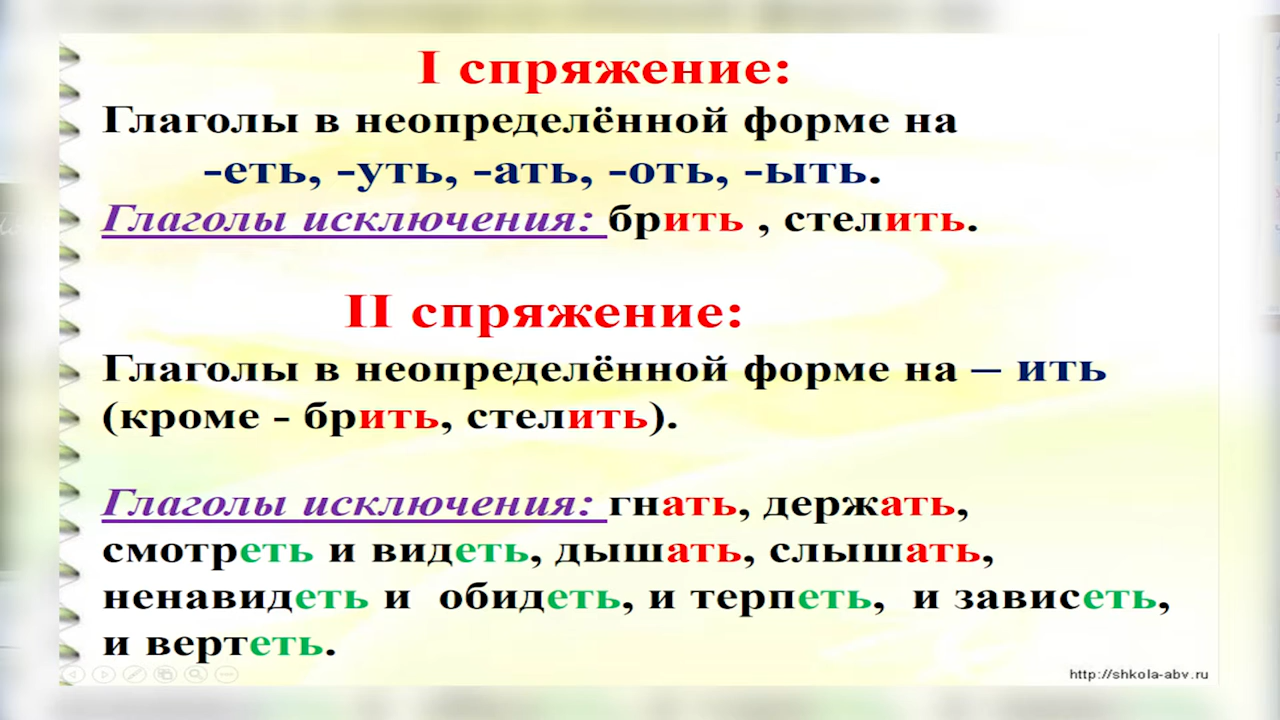 I спряжение:
Глаголы в неопределённой форме на
-еть, -уть, -ать, -оть, -ыть.
Глаголы исключения: брить , стелить.
II спряжение:
Глаголы в неопределённой форме на – ить
(кроме - брить, стелить).
Глаголы исключения: гнать, держать,
смотреть и видеть, дышать, слышать,
ненавидеть и обидеть, и терпеть, и зависеть,
и вертеть.
http://shkola-abv.ru